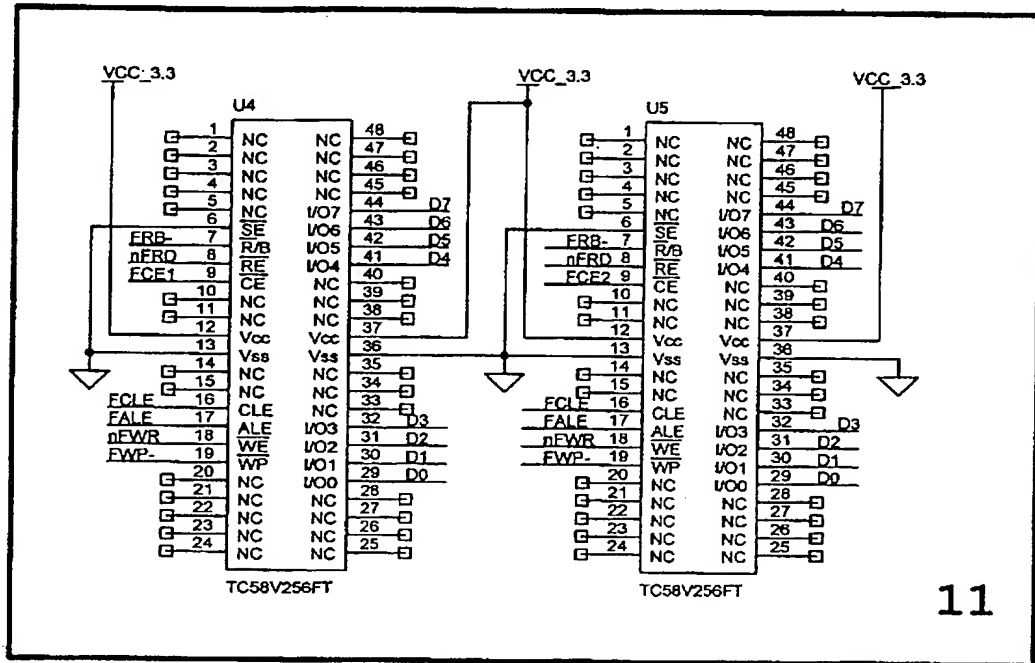 VCC_3.3
VCC_3.3
VCC_3.3
U4
1 NC NC 48
2 NC NC 47
3 NC NC 46
4 NC NC 45
5 NC I/O7 44 D7
6 SE I/O6 43 D6
FRB- 7 R/B I/O5 42 D5
nFRD 8 RE I/O4 41 D4
FCE1 9 CE NC 40
10 NC NC 39
11 NC NC 38
12 Vcc Vcc 37
13 Vss Vss 36
14 NC NC 35
15 NC NC 34
FCLE 16 CLE NC 33
FALE 17 ALE I/O3 32 D3
nFWR 18 WE I/O2 31 D2
FWP- 19 WP I/O1 30 D1
20 NC I/O0 29 D0
21 NC NC 28
22 NC NC 27
23 NC NC 26
24 NC NC 25
TC58V256FT
U5
1 NC NC 48
2 NC NC 47
3 NC NC 46
4 NC NC 45
5 NC I/O7 44 D7
6 SE I/O6 43 D6
FRB- 7 R/B I/O5 42 D5
nFRD 8 RE I/O4 41 D4
FCE2 9 CE NC 40
10 NC NC 39
11 NC NC 38
12 Vcc Vcc 37
13 Vss Vss 36
14 NC NC 35
15 NC NC 34
FCLE 16 CLE NC 33
FALE 17 ALE I/O3 32 D3
nFWR 18 WE I/O2 31 D2
FWP- 19 WP I/O1 30 D1
20 NC I/O0 29 D0
21 NC NC 28
22 NC NC 27
23 NC NC 26
24 NC NC 25
TC58V256FT
11